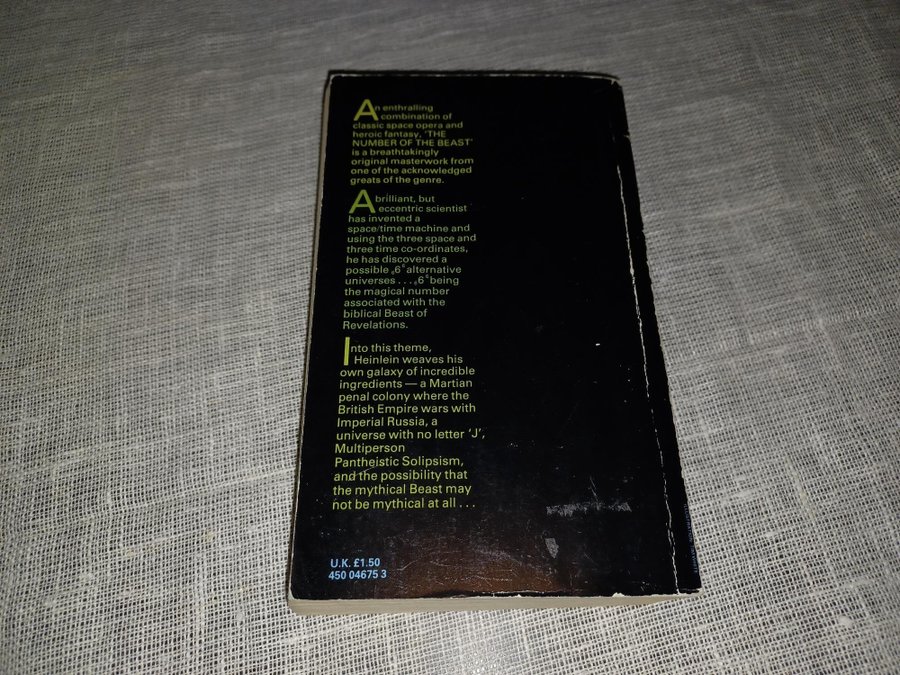 An enthralling
combination of
classic space opera and
heroic fantasy, 'THE
NUMBER OF THE BEAST'
is a breathtakingly
original masterwork from
one of the acknowledged
greats of the genre.
A brilliant, but
eccentric scientist
has invented a
space/time machine and
using the three space and
three time co-ordinates,
he has discovered a
possible ₆6⁶ alternative
universes . . . ₆6⁶ being
the magical number
associated with the
biblical Beast of
Revelations.
Into this theme,
Heinlein weaves his
own galaxy of incredible
ingredients — a Martian
penal colony where the
British Empire wars with
Imperial Russia, a
universe with no letter 'J',
Multiperson
Pantheistic Solipsism,
and the possibility that
the mythical Beast may
not be mythical at all . . .
U.K. £1.50
450 04675 3